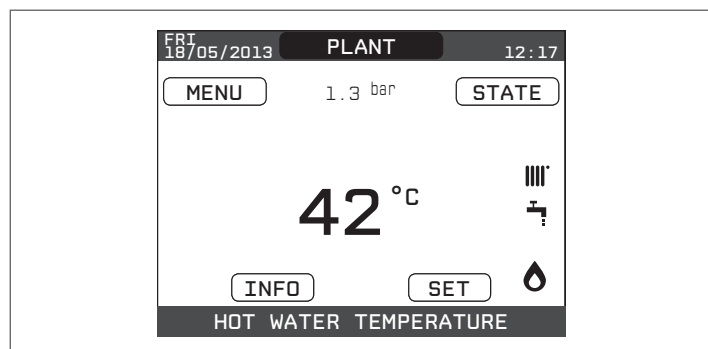 FRI
18/05/2013 PLANT 12:17
MENU 1.3 bar STATE
42 °C
INFO SET
HOT WATER TEMPERATURE